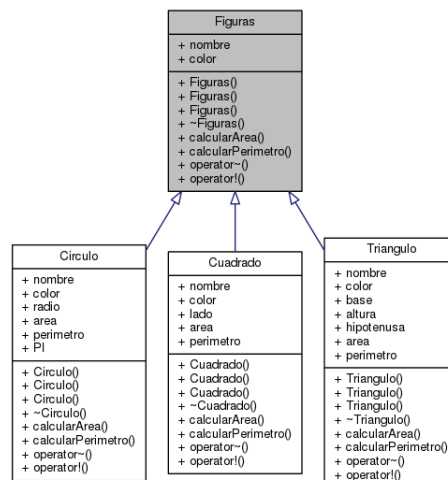 Figuras
+ nombre
+ color
+ Figuras()
+ Figuras()
+ Figuras()
+ ~Figuras()
+ calcularArea()
+ calcularPerimetro()
+ operator~()
+ operator!()
Circulo
+ nombre
+ color
+ radio
+ area
+ perimetro
+ PI
+ Circulo()
+ Circulo()
+ Circulo()
+ ~Circulo()
+ calcularArea()
+ calcularPerimetro()
+ operator~()
+ operator!()
Cuadrado
+ nombre
+ color
+ lado
+ area
+ perimetro
+ Cuadrado()
+ Cuadrado()
+ Cuadrado()
+ ~Cuadrado()
+ calcularArea()
+ calcularPerimetro()
+ operator~()
+ operator!()
Triangulo
+ nombre
+ color
+ base
+ altura
+ hipotenusa
+ area
+ perimetro
+ Triangulo()
+ Triangulo()
+ Triangulo()
+ ~Triangulo()
+ calcularArea()
+ calcularPerimetro()
+ operator~()
+ operator!()